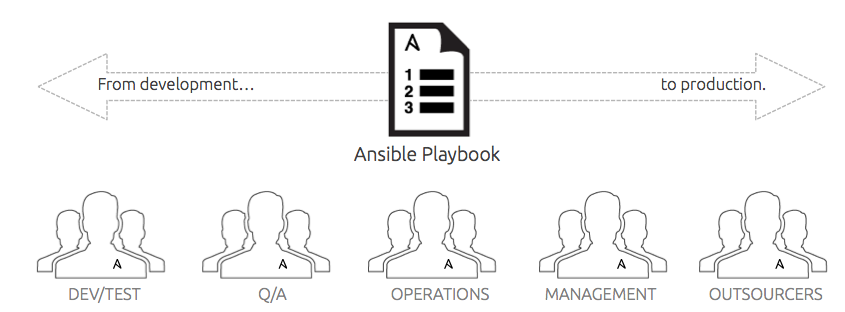 From development…
to production.
1
2
3
Ansible Playbook
DEV/TEST
Q/A
OPERATIONS
MANAGEMENT
OUTSOURCERS